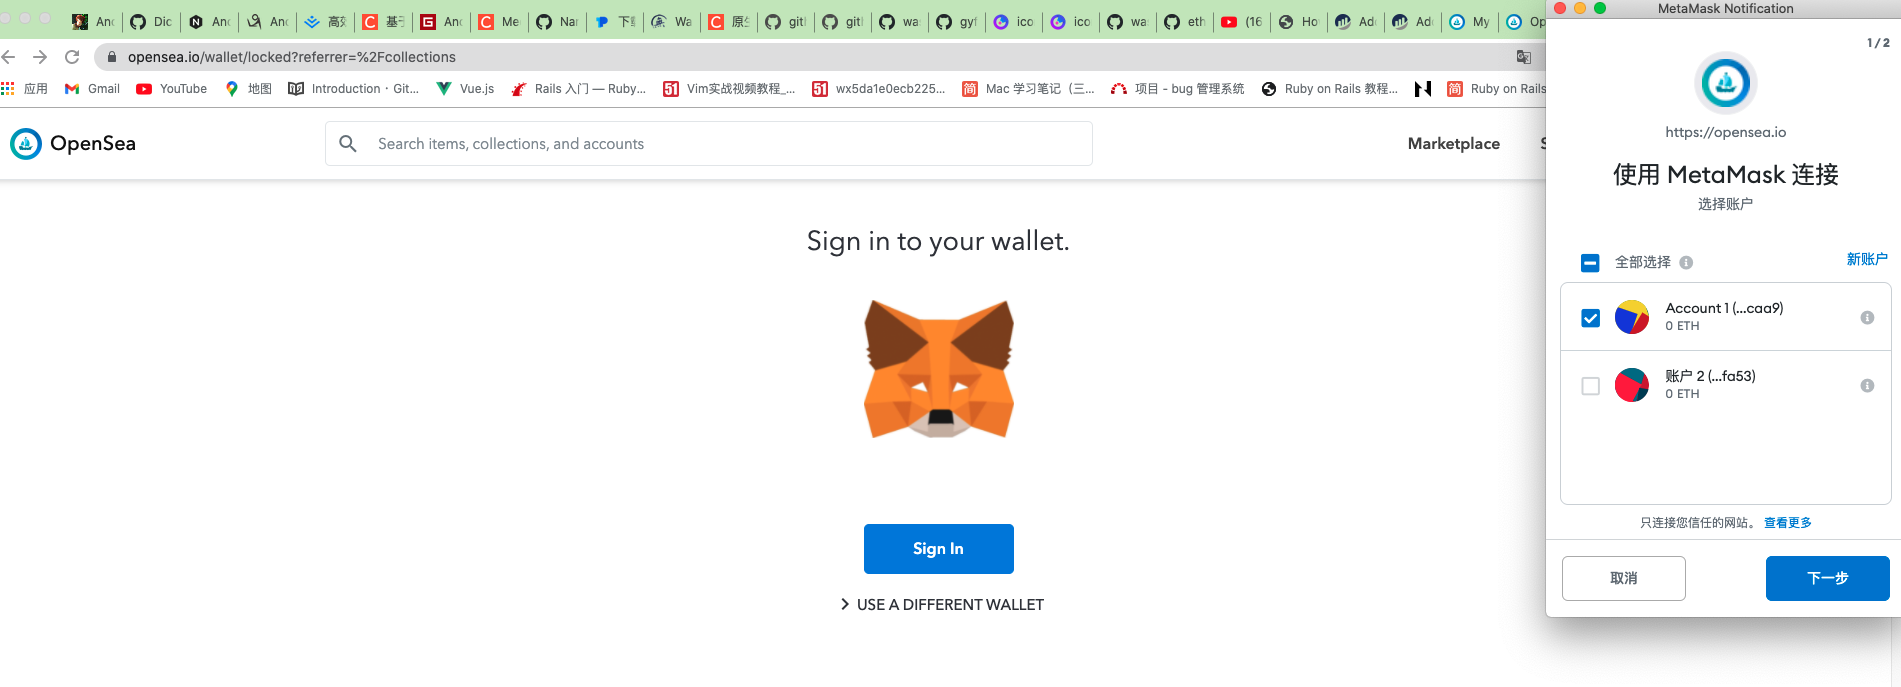 Anc
Dic
Anc
Anc
高效
基于
Anc
Me
Nar
下载
Wa
原生
gitl
gitl
wa
gyf
ico
ico
wa
eth
(16
Ho
Ad
Ad
My
Op
opensea.io/wallet/locked?referrer=%2Fcollections
应用
Gmail
YouTube
地图
Introduction · Git...
Vue.js
Rails 入门 — Ruby...
51
Vim实战视频教程_...
51
wx5da1e0ecb225...
简
Mac 学习笔记（三...
项目 - bug 管理系统
Ruby on Rails 教程...
简
Ruby on Rails
OpenSea
Search items, collections, and accounts
Marketplace
Sign in to your wallet.
Sign In
USE A DIFFERENT WALLET
MetaMask Notification
1 / 2
https://opensea.io
使用 MetaMask 连接
选择账户
全部选择
新账户
Account 1 (...caa9)
0 ETH
账户 2 (...fa53)
0 ETH
只连接您信任的网站。 查看更多
取消
下一步